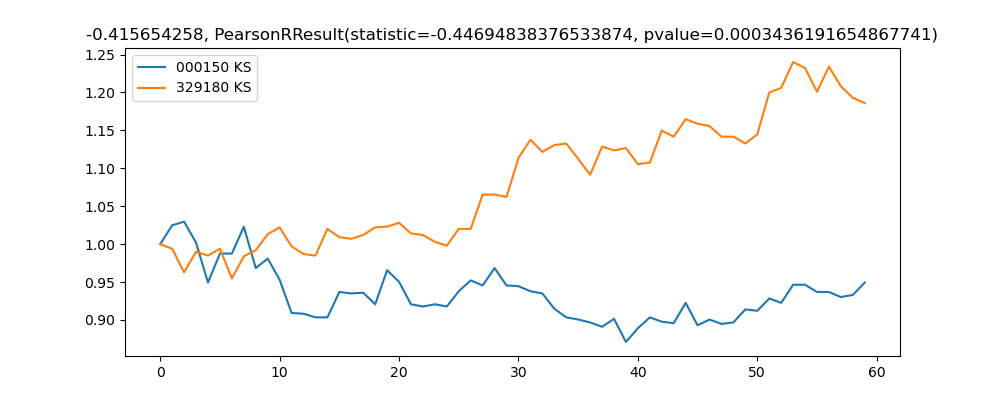 -0.415654258, PearsonRResult(statistic=-0.44694838376533874, pvalue=0.0003436191654867741)
000150 KS
329180 KS
1.25
1.20
1.15
1.10
1.05
1.00
0.95
0.90
0 10 20 30 40 50 60